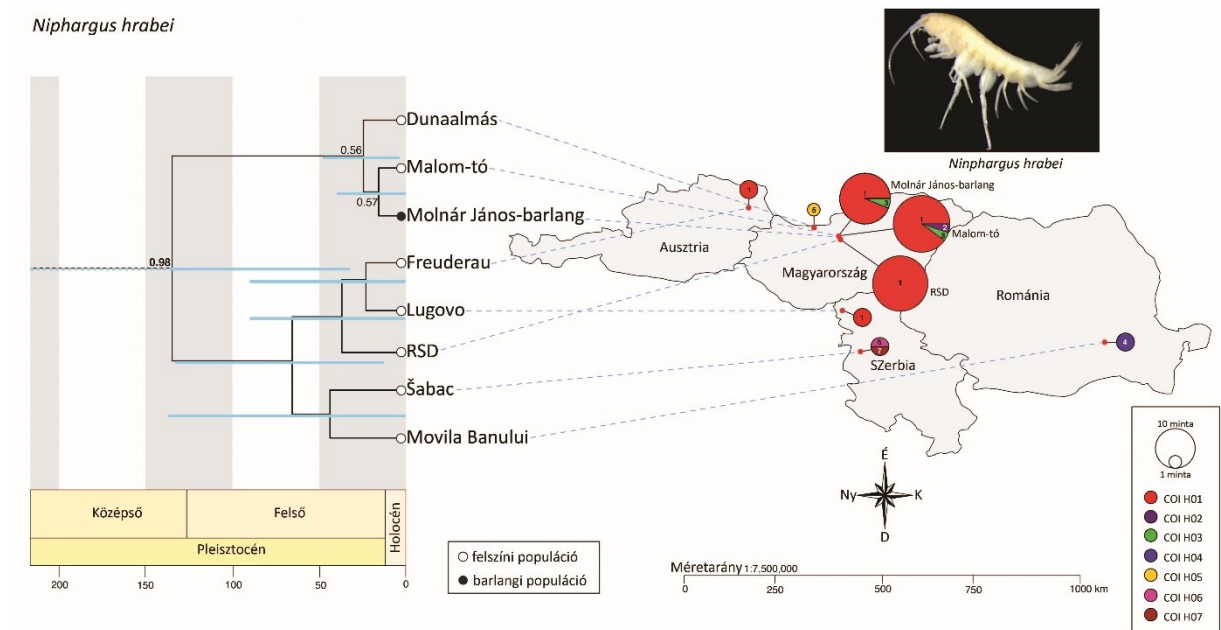 Niphargus hrabei
Dunaalmás
0.56
Malom-tó
0.57
Molnár János-barlang
0.98
Freuderau
Lugovo
RSD
Šabac
Movila Banului
Középső
Felső
Holocén
Pleisztocén
200
150
100
50
0
felszíni populáció
barlangi populáció
Ninphargus hrabei
1
5
1
3
Molnár János-barlang
1
2
3
Malom-tó
Ausztria
Magyarország
1
RSD
Románia
1
6
7
SZerbia
4
É
Ny
K
D
Méretarány 1:7,500,000
0
250
500
1000 km
10 minta
1 minta
COI H01
COI H02
COI H03
COI H04
COI H05
COI H06
COI H07